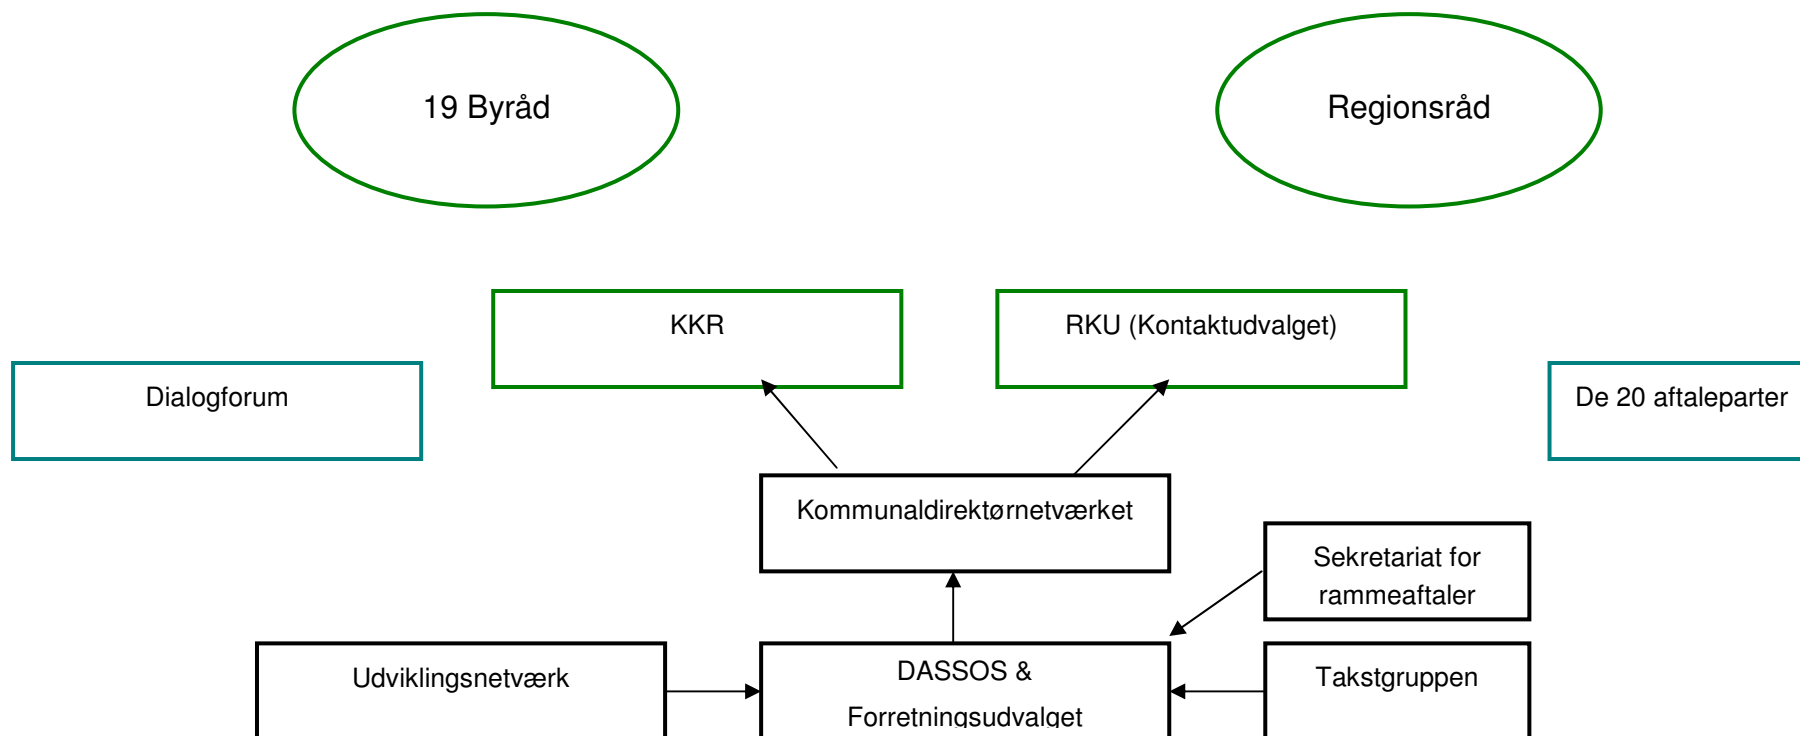 19 Byråd
Regionsråd
KKR
RKU (Kontaktudvalget)
Dialogforum
De 20 aftaleparter
Kommunaldirektørnetværket
Sekretariat for
rammeaftaler
Udviklingsnetværk
DASSOS &
Forretningsudvalget
Takstgruppen